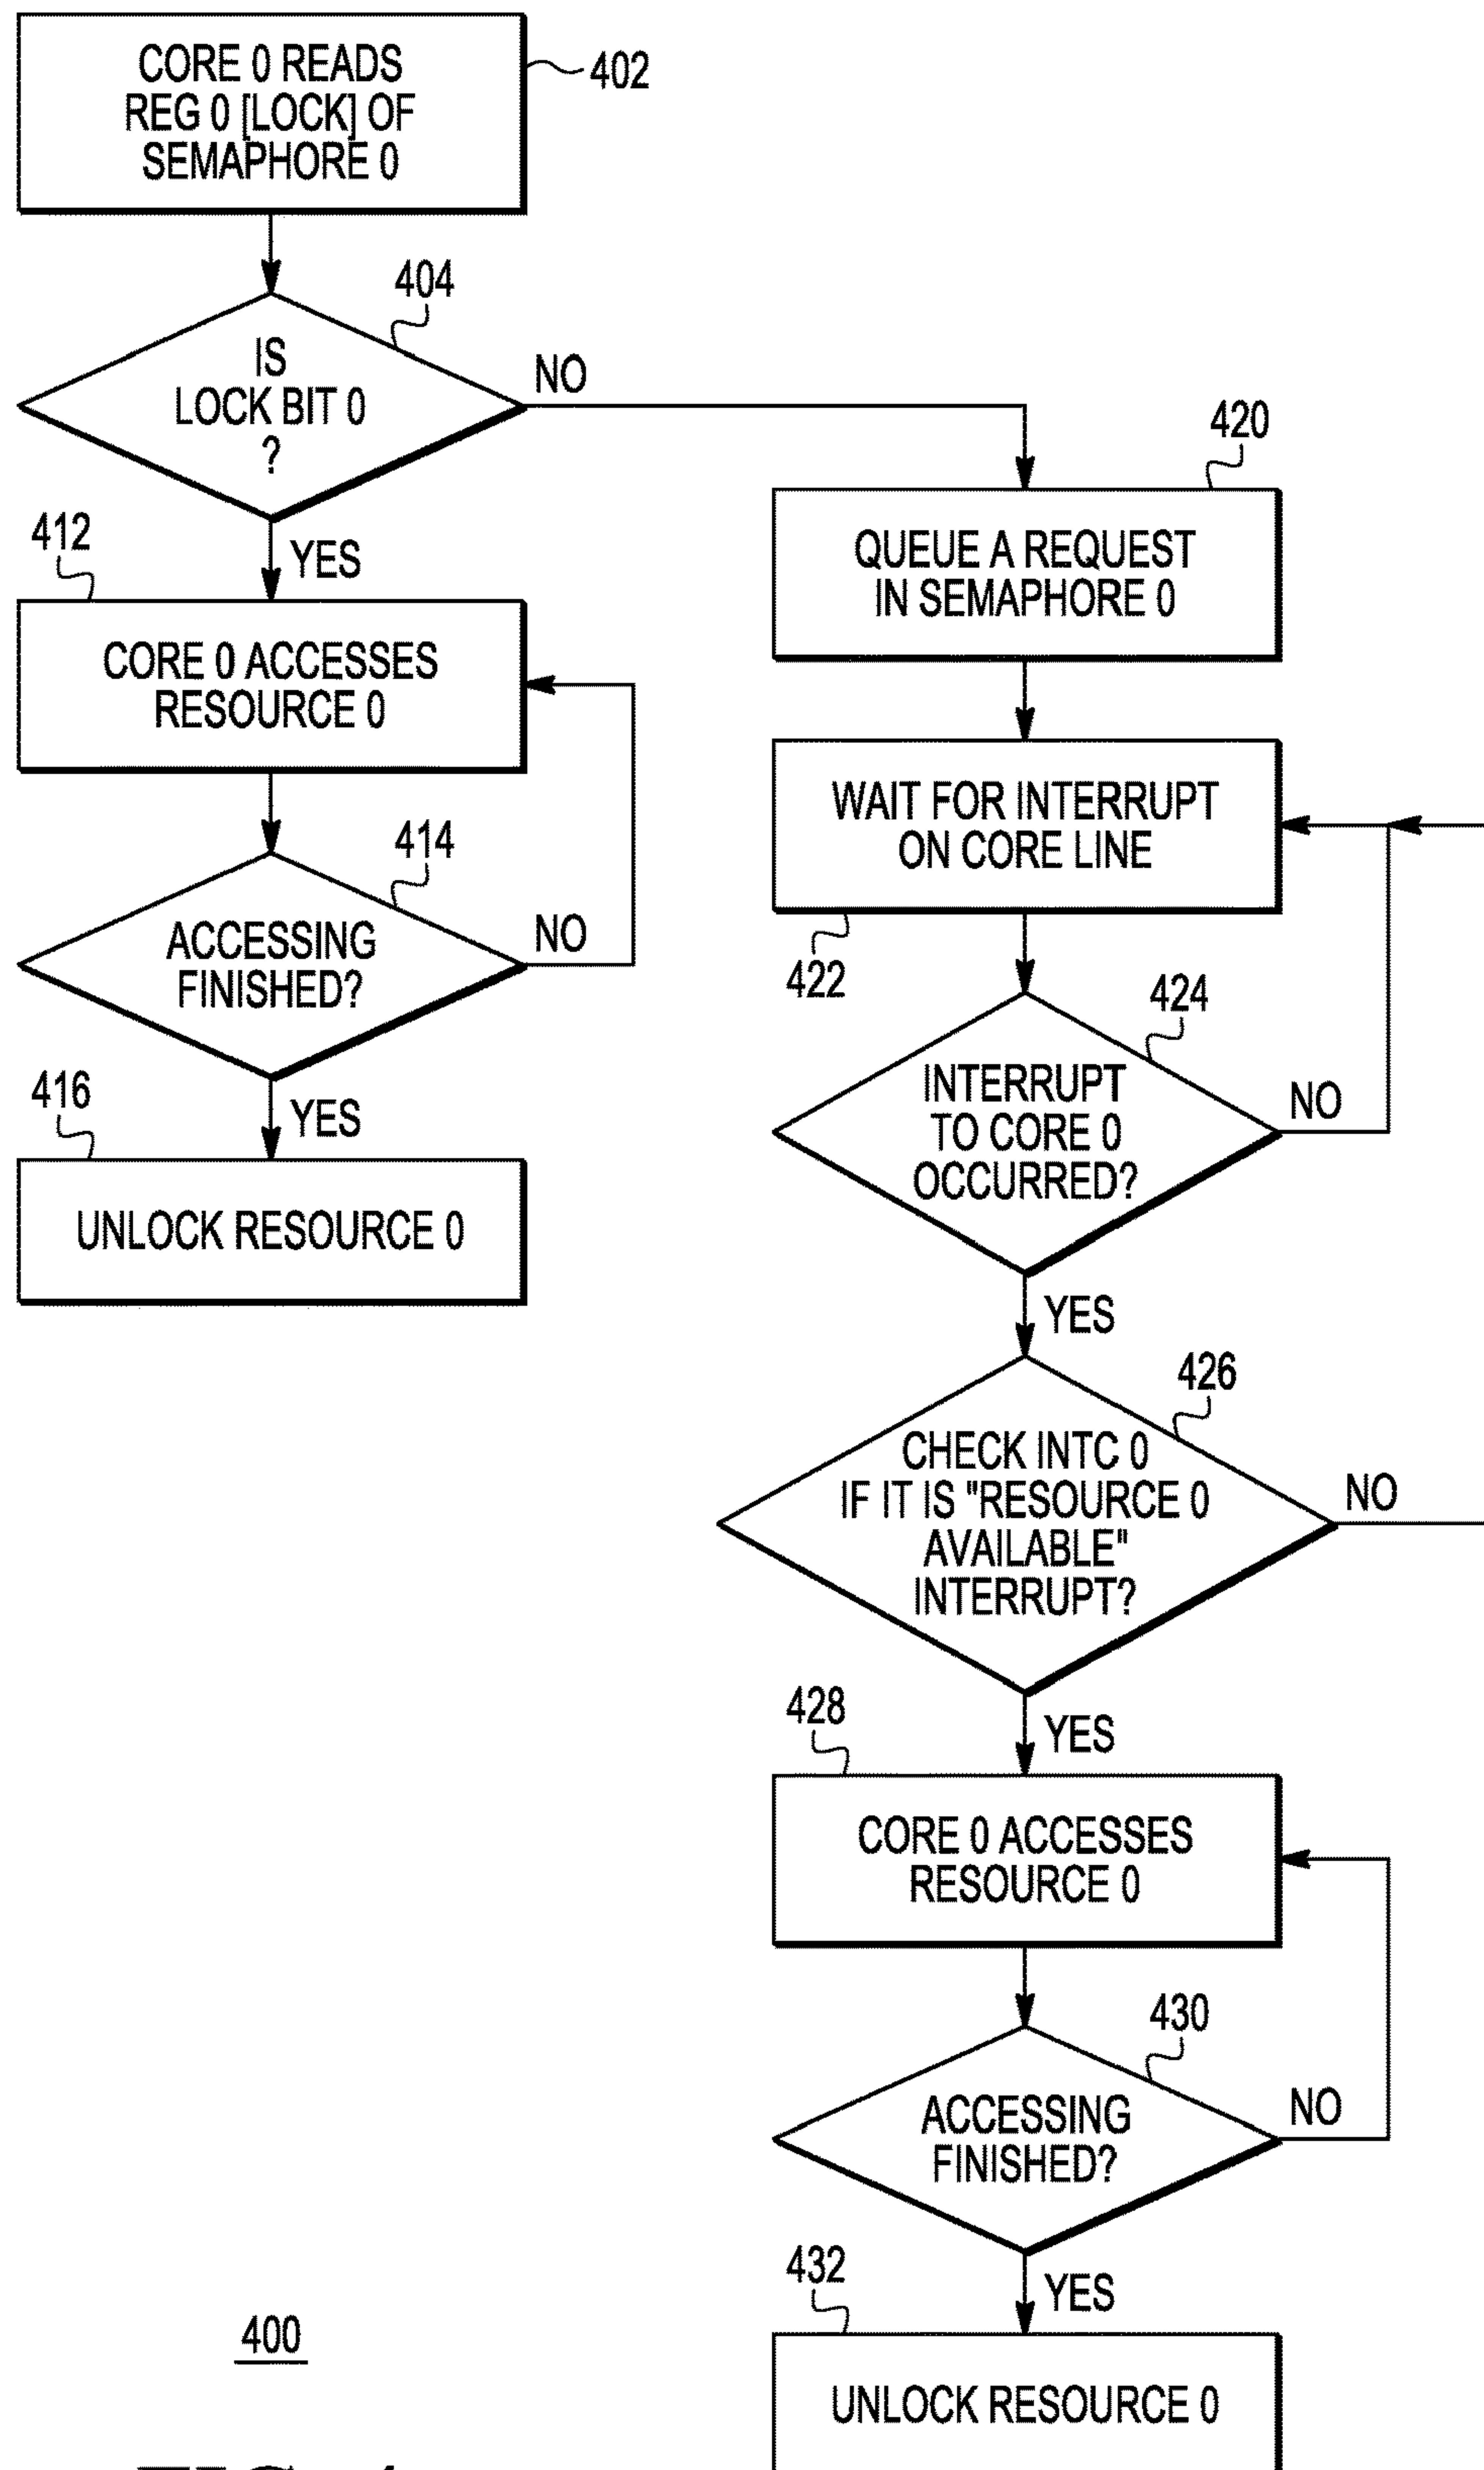 CORE 0 READS
REG 0 [LOCK] OF
SEMAPHORE 0
402
404
IS
LOCK BIT 0
?
NO
YES
412
CORE 0 ACCESSES
RESOURCE 0
414
ACCESSING
FINISHED?
NO
YES
416
UNLOCK RESOURCE 0
420
QUEUE A REQUEST
IN SEMAPHORE 0
WAIT FOR INTERRUPT
ON CORE LINE
422
424
INTERRUPT
TO CORE 0
OCCURRED?
NO
YES
426
CHECK INTC 0
IF IT IS "RESOURCE 0
AVAILABLE"
INTERRUPT?
NO
YES
428
CORE 0 ACCESSES
RESOURCE 0
430
ACCESSING
FINISHED?
NO
YES
432
UNLOCK RESOURCE 0
400